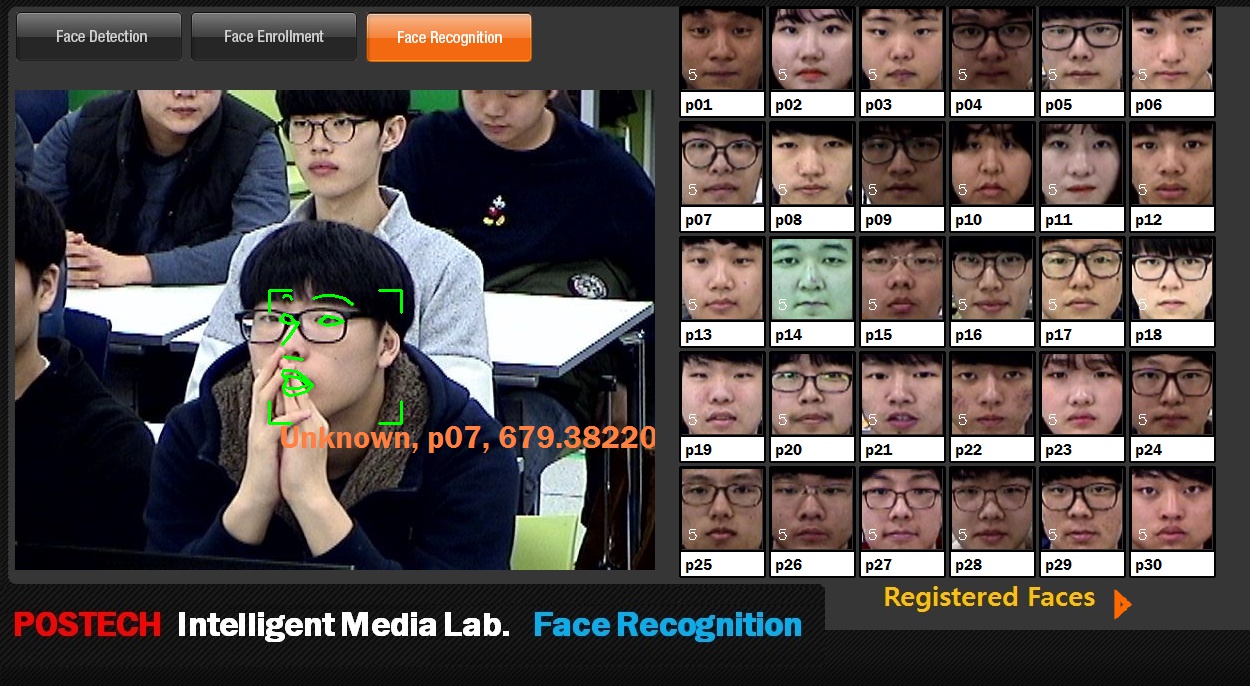 Face Detection
Face Enrollment
Face Recognition
5 5 5 5 5 5
p01 p02 p03 p04 p05 p06
5 5 5 5 5 5
p07 p08 p09 p10 p11 p12
5 5 5 5 5 5
p13 p14 p15 p16 p17 p18
5 5 5 5 5 5
p19 p20 p21 p22 p23 p24
5 5 5 5 5 5
p25 p26 p27 p28 p29 p30
Unknown, p07, 679.38220
Registered Faces
POSTECH Intelligent Media Lab. Face Recognition